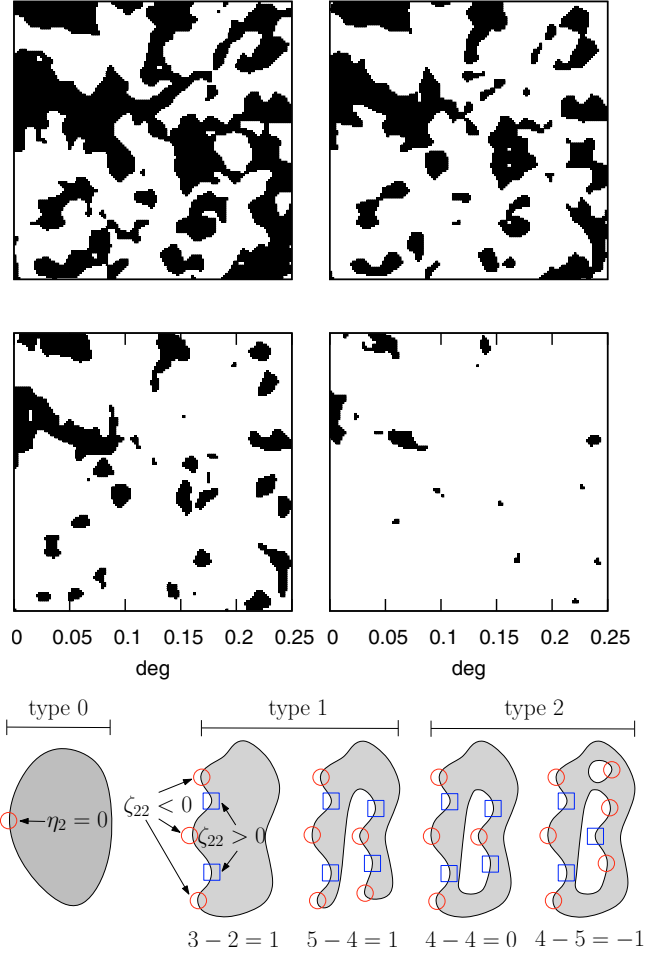 0 0.05 0.1 0.15 0.2 0.25
deg
0 0.05 0.1 0.15 0.2 0.25
deg
type 0
type 1
type 2
η₂ = 0
ζ₂₂ < 0
ζ₂₂ > 0
3 − 2 = 1
5 − 4 = 1
4 − 4 = 0
4 − 5 = −1